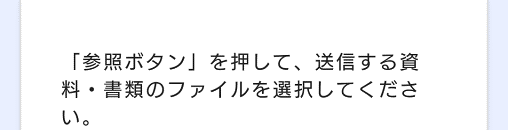 「参照ボタン」を押して、送信する資
料・書類のファイルを選択してくださ
い。